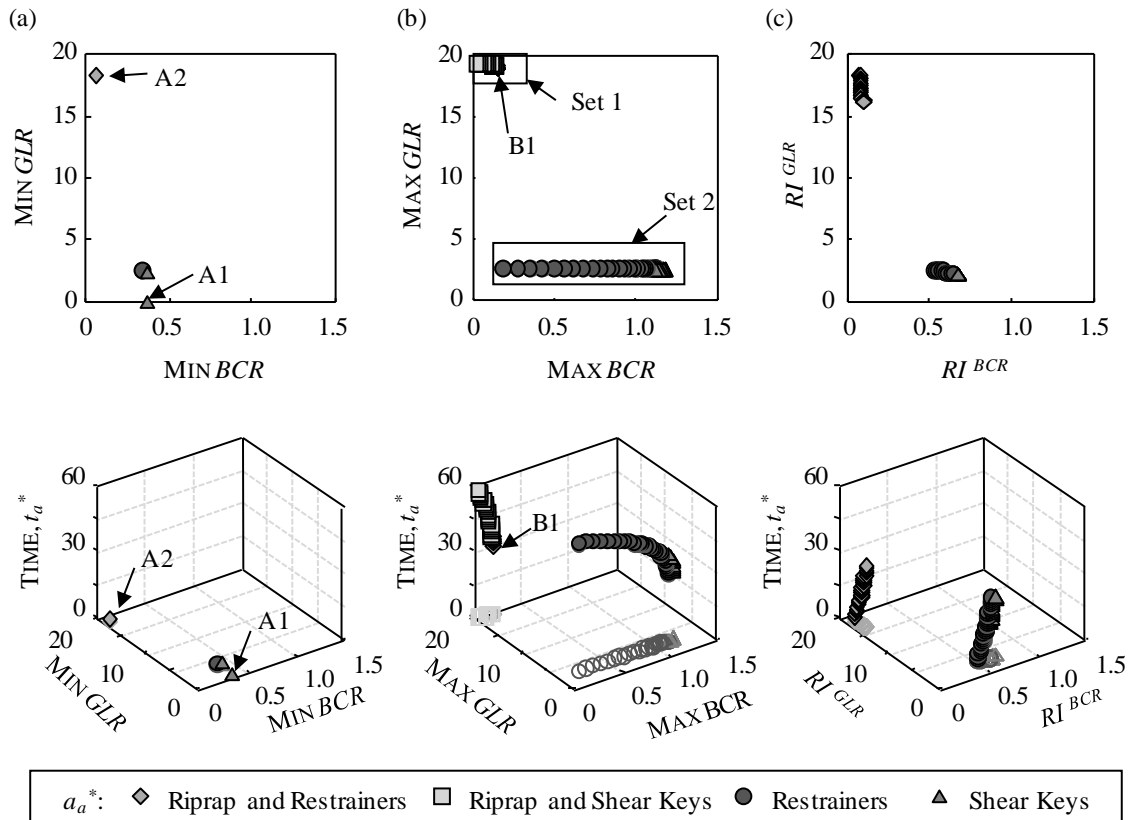 (a)
(b)
(c)
20
15
10
5
0
MIN GLR
A2
A1
0
0.5
1.0
1.5
MIN BCR
20
15
10
5
0
MAX GLR
Set 1
B1
Set 2
0
0.5
1.0
1.5
MAX BCR
20
15
10
5
0
RI^GLR
0
0.5
1.0
1.5
RI^BCR
60
30
0
TIME, t_a^*
A2
A1
20
10
0
MIN GLR
0
0.5
1.0
1.5
MIN BCR
60
30
0
TIME, t_a^*
B1
20
10
0
MAX GLR
0
0.5
1.0
1.5
MAX BCR
60
30
0
TIME, t_a^*
20
10
0
RI^GLR
0
0.5
1.0
1.5
RI^BCR
a_a^*: Riprap and Restrainers Riprap and Shear Keys Restrainers Shear Keys